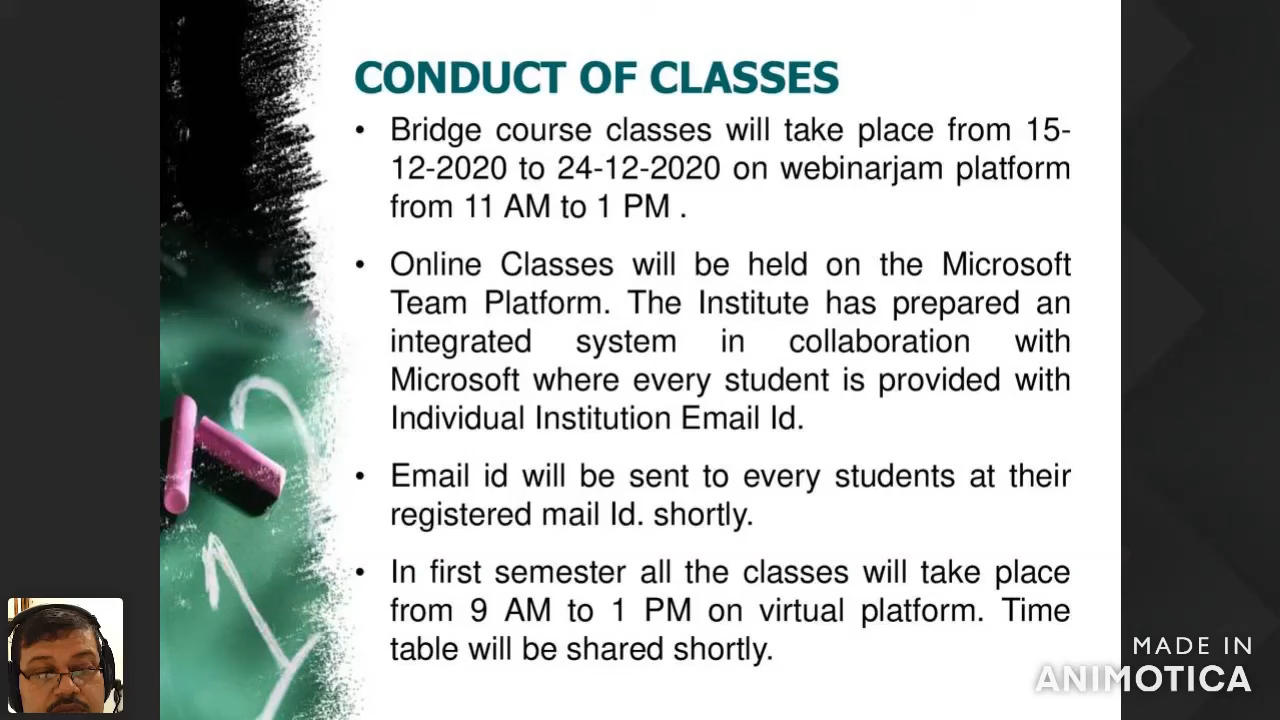 CONDUCT OF CLASSES
• Bridge course classes will take place from 15-
12-2020 to 24-12-2020 on webinarjam platform
from 11 AM to 1 PM .
• Online Classes will be held on the Microsoft
Team Platform. The Institute has prepared an
integrated system in collaboration with
Microsoft where every student is provided with
Individual Institution Email Id.
• Email id will be sent to every students at their
registered mail Id. shortly.
• In first semester all the classes will take place
from 9 AM to 1 PM on virtual platform. Time
table will be shared shortly.
MADE IN
ANIMOTICA